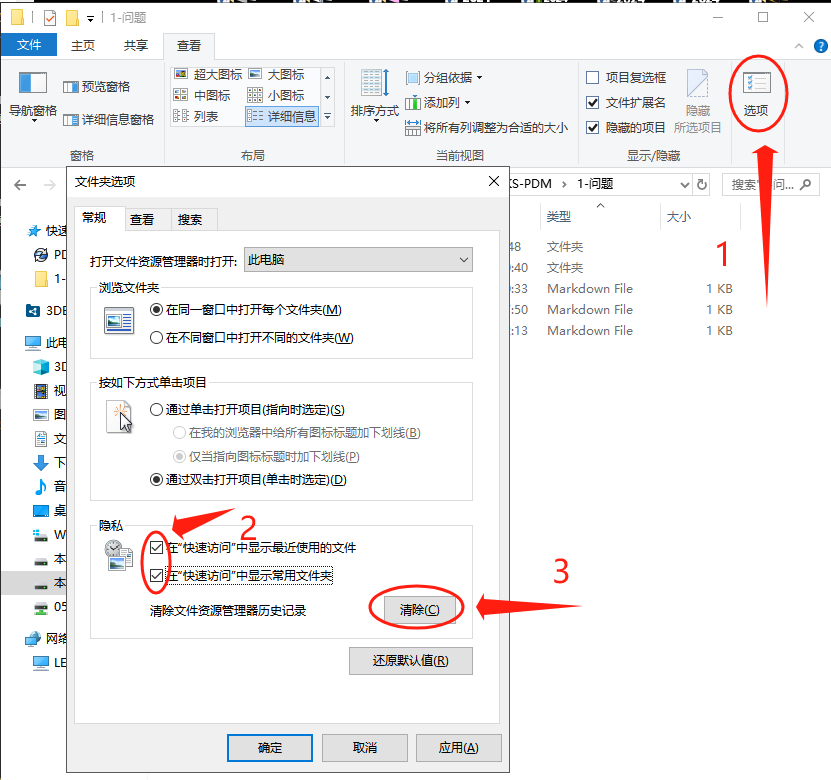 1-问题
文件 主页 共享 查看
导航窗格
预览窗格
详细信息窗格
窗格
超大图标 大图标
中图标 小图标
列表 详细信息
布局
排序方式
分组依据
添加列
将所有列调整为合适的大小
当前视图
项目复选框
文件扩展名
隐藏的项目
隐藏
所选项目
显示/隐藏
选项
KS-PDM > 1-问题
搜索"
问...
类型 大小
:48 文件夹
:40 文件夹
:33 Markdown File 1 KB
:50 Markdown File 1 KB
:13 Markdown File 1 KB
1
快速
PD
1-
3DE
此电
3D
视
图
文
下
音
桌
W
本
本
05
网络
LE
文件夹选项
常规 查看 搜索
打开文件资源管理器时打开: 此电脑
浏览文件夹
在同一窗口中打开每个文件夹(M)
在不同窗口中打开不同的文件夹(W)
按如下方式单击项目
通过单击打开项目(指向时选定)(S)
在我的浏览器中给所有图标标题加下划线(B)
仅当指向图标标题时加下划线(P)
通过双击打开项目(单击时选定)(D)
隐私
2
在"快速访问"中显示最近使用的文件
在"快速访问"中显示常用文件夹
清除文件资源管理器历史记录 清除(C)
3
还原默认值(R)
确定 取消 应用(A)